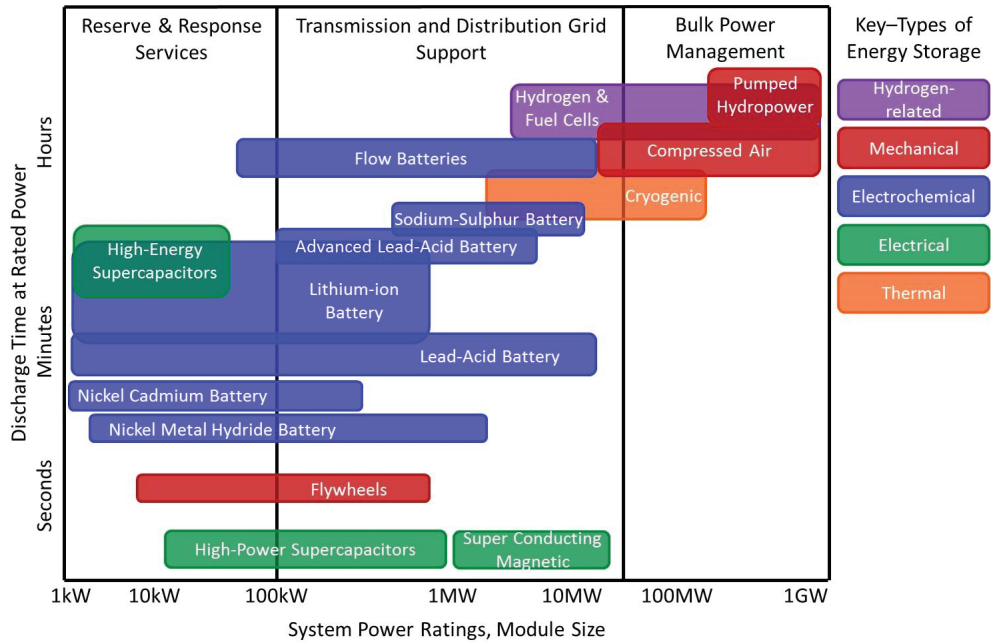 Reserve & Response
Services
Transmission and Distribution Grid
Support
Bulk Power
Management
Key–Types of
Energy Storage
Hydrogen-
related
Mechanical
Electrochemical
Electrical
Thermal
Discharge Time at Rated Power
Hours
Minutes
Seconds
Pumped
Hydropower
Hydrogen &
Fuel Cells
Compressed Air
Flow Batteries
Cryogenic
Sodium-Sulphur Battery
Advanced Lead-Acid Battery
High-Energy
Supercapacitors
Lithium-ion
Battery
Lead-Acid Battery
Nickel Cadmium Battery
Nickel Metal Hydride Battery
Flywheels
High-Power Supercapacitors
Super Conducting
Magnetic
1kW 10kW 100kW 1MW 10MW 100MW 1GW
System Power Ratings, Module Size